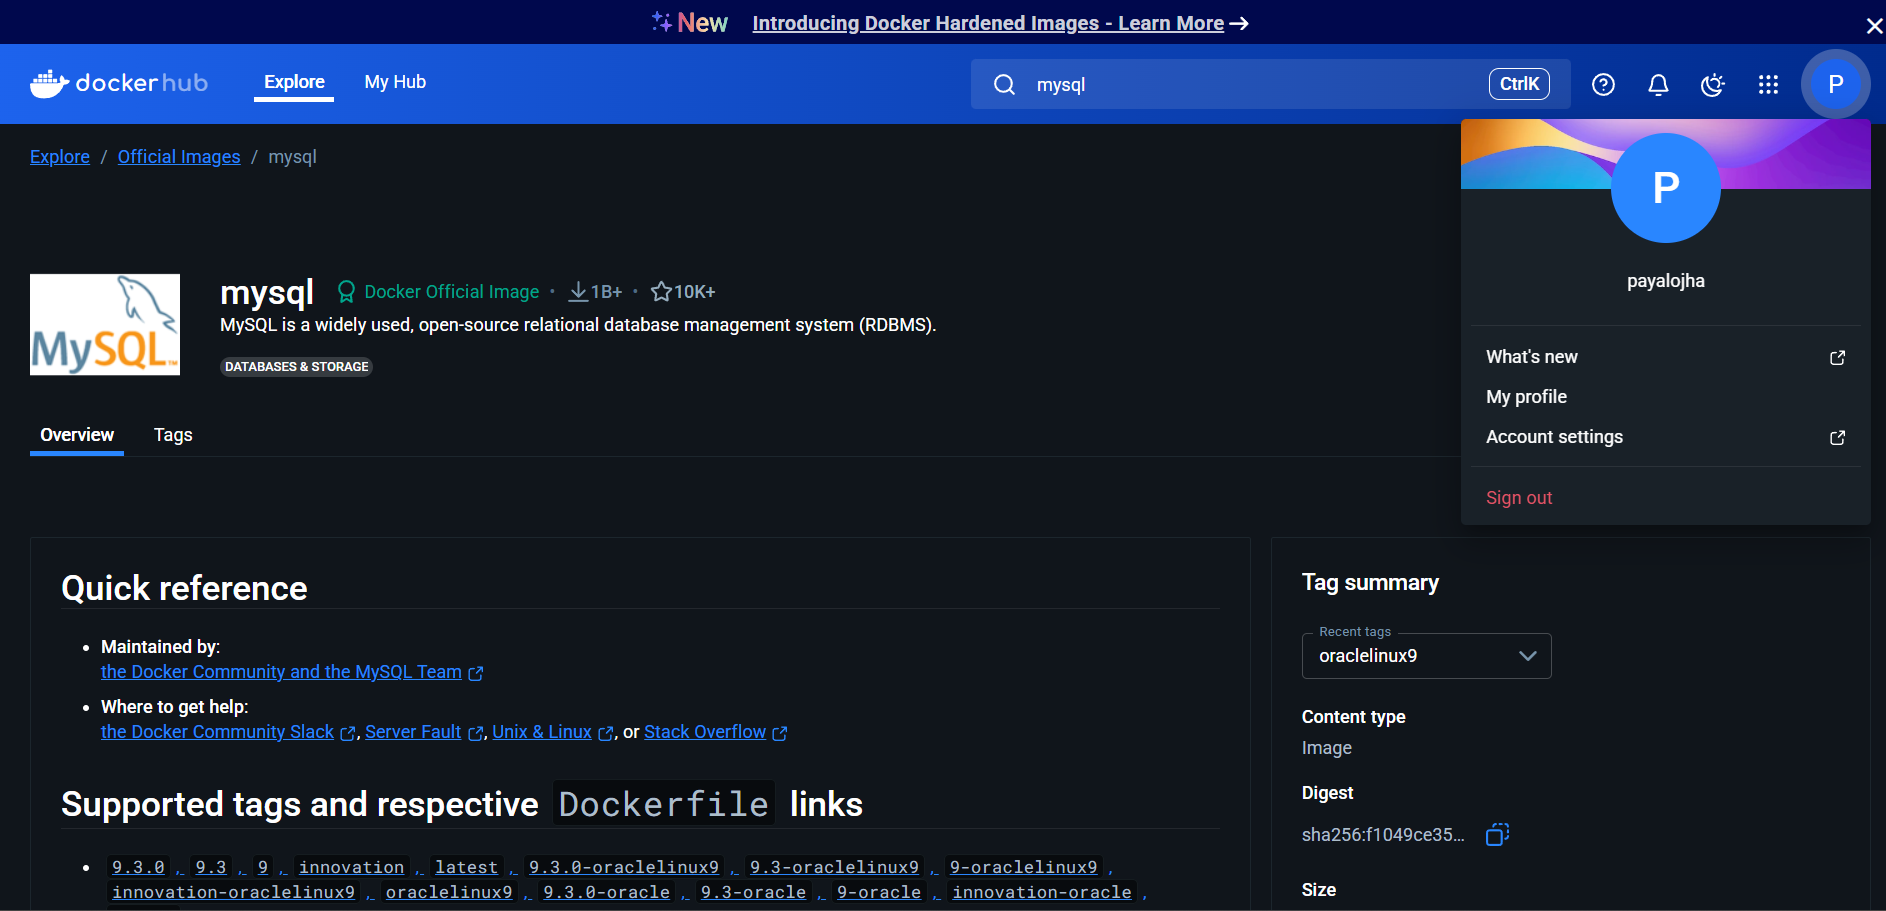 New Introducing Docker Hardened Images - Learn More
dockerhub Explore My Hub mysql CtrlK P
Explore / Official Images / mysql
P
payalojha
What's new
My profile
Account settings
Sign out
MySQL™
mysql Docker Official Image • 1B+ • 10K+
MySQL is a widely used, open-source relational database management system (RDBMS).
DATABASES & STORAGE
Overview Tags
Quick reference
Maintained by:
the Docker Community and the MySQL Team
Where to get help:
the Docker Community Slack, Server Fault, Unix & Linux, or Stack Overflow
Supported tags and respective Dockerfile links
9.3.0, 9.3, 9, innovation, latest, 9.3.0-oraclelinux9, 9.3-oraclelinux9, 9-oraclelinux9,
innovation-oraclelinux9, oraclelinux9, 9.3.0-oracle, 9.3-oracle, 9-oracle, innovation-oracle,
Tag summary
Recent tags
oraclelinux9
Content type
Image
Digest
sha256:f1049ce35...
Size